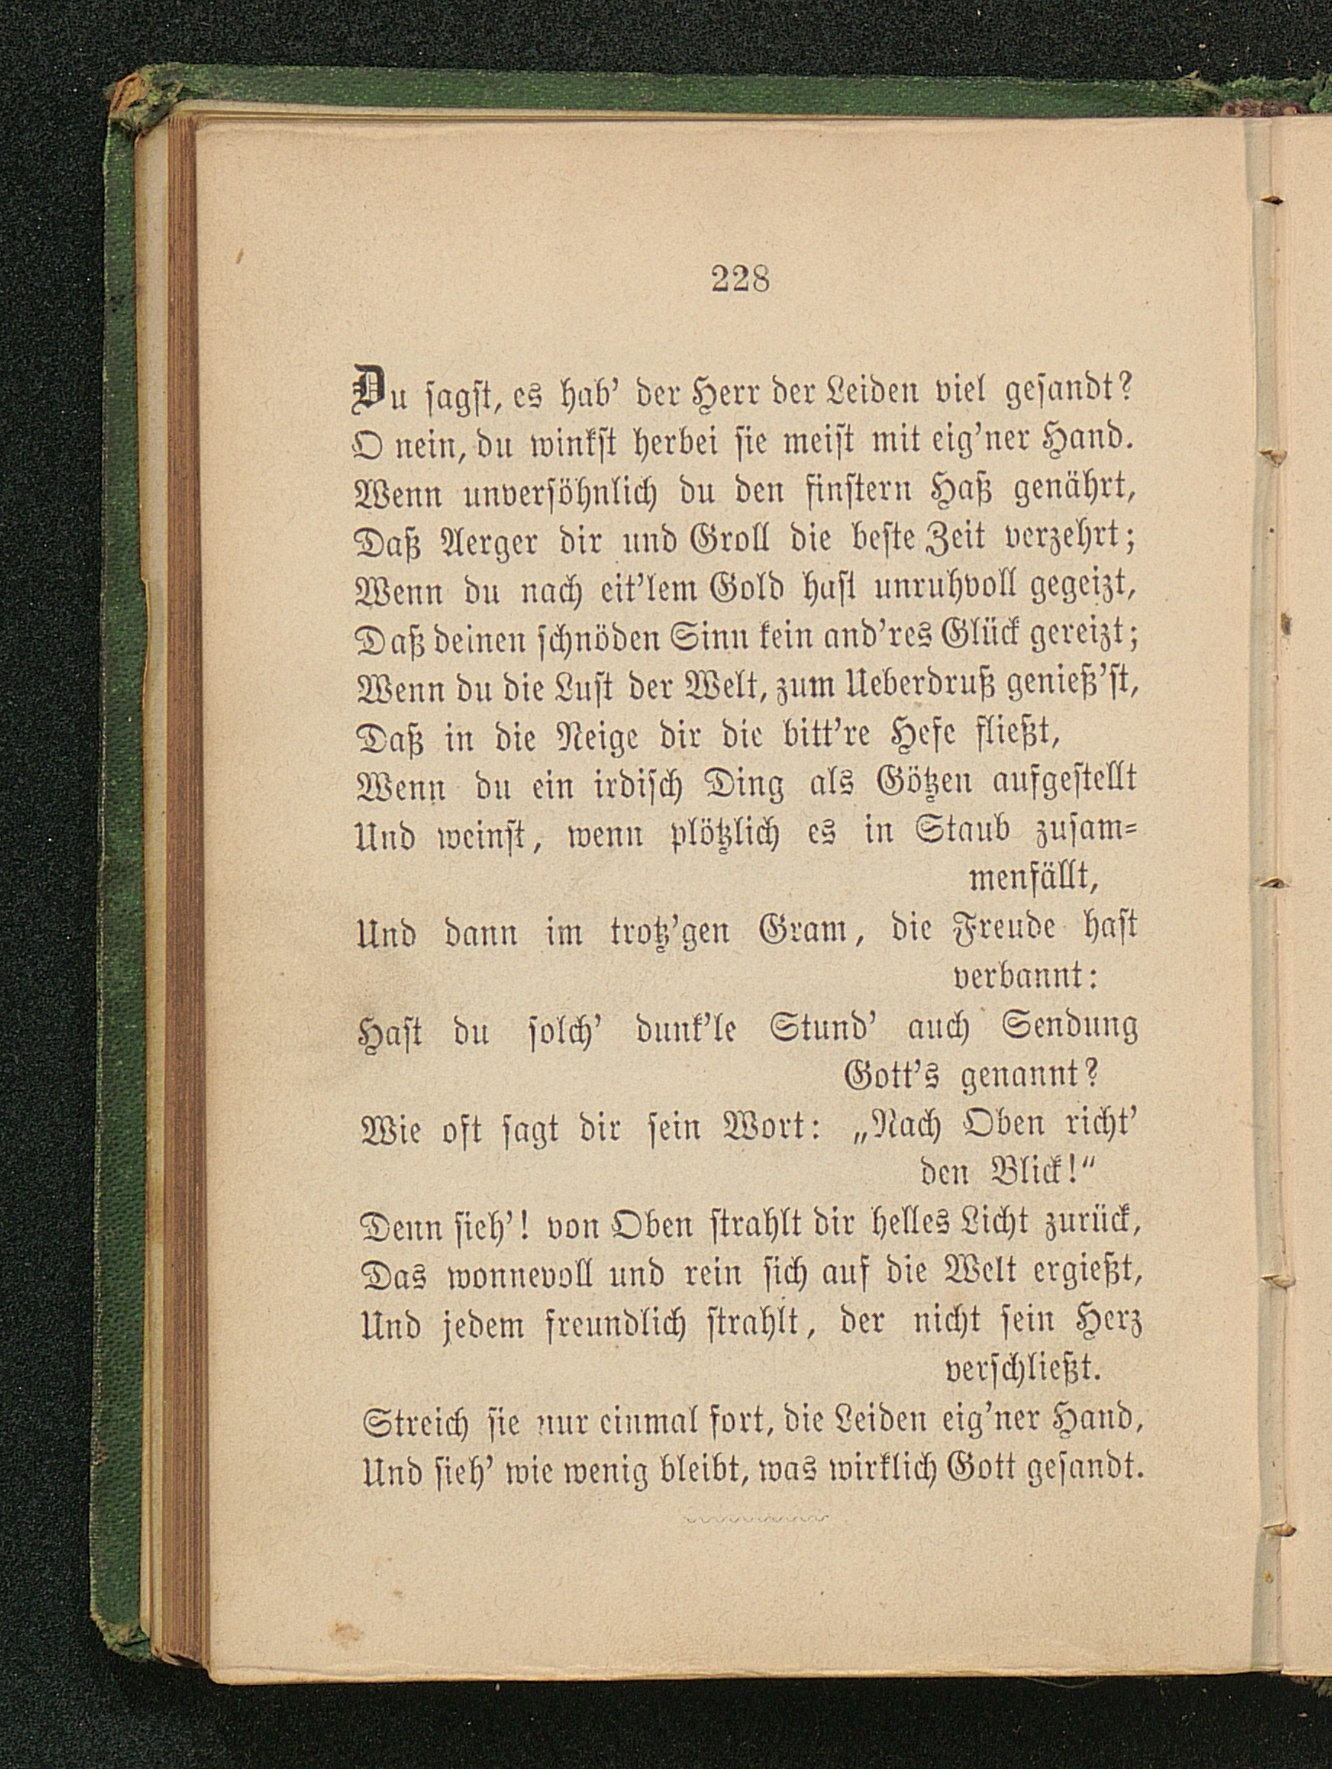 228
Du sagst, es hab' der Herr der Leiden viel gesandt?
O nein, du winkst herbei sie meist mit eig'ner Hand.
Wenn unversöhnlich du den finstern Haß genährt,
Daß Aerger dir und Groll die beste Zeit verzehrt;
Wenn du nach eit'lem Gold hast unruhvoll gegeizt,
Daß deinen schnöden Sinn kein and'res Glück gereizt;
Wenn du die Lust der Welt, zum Ueberdruß genieß'st,
Daß in die Neige dir die bitt're Hefe fließt,
Wenn du ein irdisch Ding als Götzen aufgestellt
Und weinst, wenn plötzlich es in Staub zusam-
menfällt,
Und dann im trotz'gen Gram, die Freude hast
verbannt:
Hast du solch' dunk'le Stund' auch Sendung
Gott's genannt?
Wie oft sagt dir sein Wort: „Nach Oben richt'
den Blick!“
Denn sieh'! von Oben strahlt dir helles Licht zurück,
Das wonnevoll und rein sich auf die Welt ergießt,
Und jedem freundlich strahlt, der nicht sein Herz
verschließt.
Streich sie nur einmal fort, die Leiden eig'ner Hand,
Und sieh' wie wenig bleibt, was wirklich Gott gesandt.